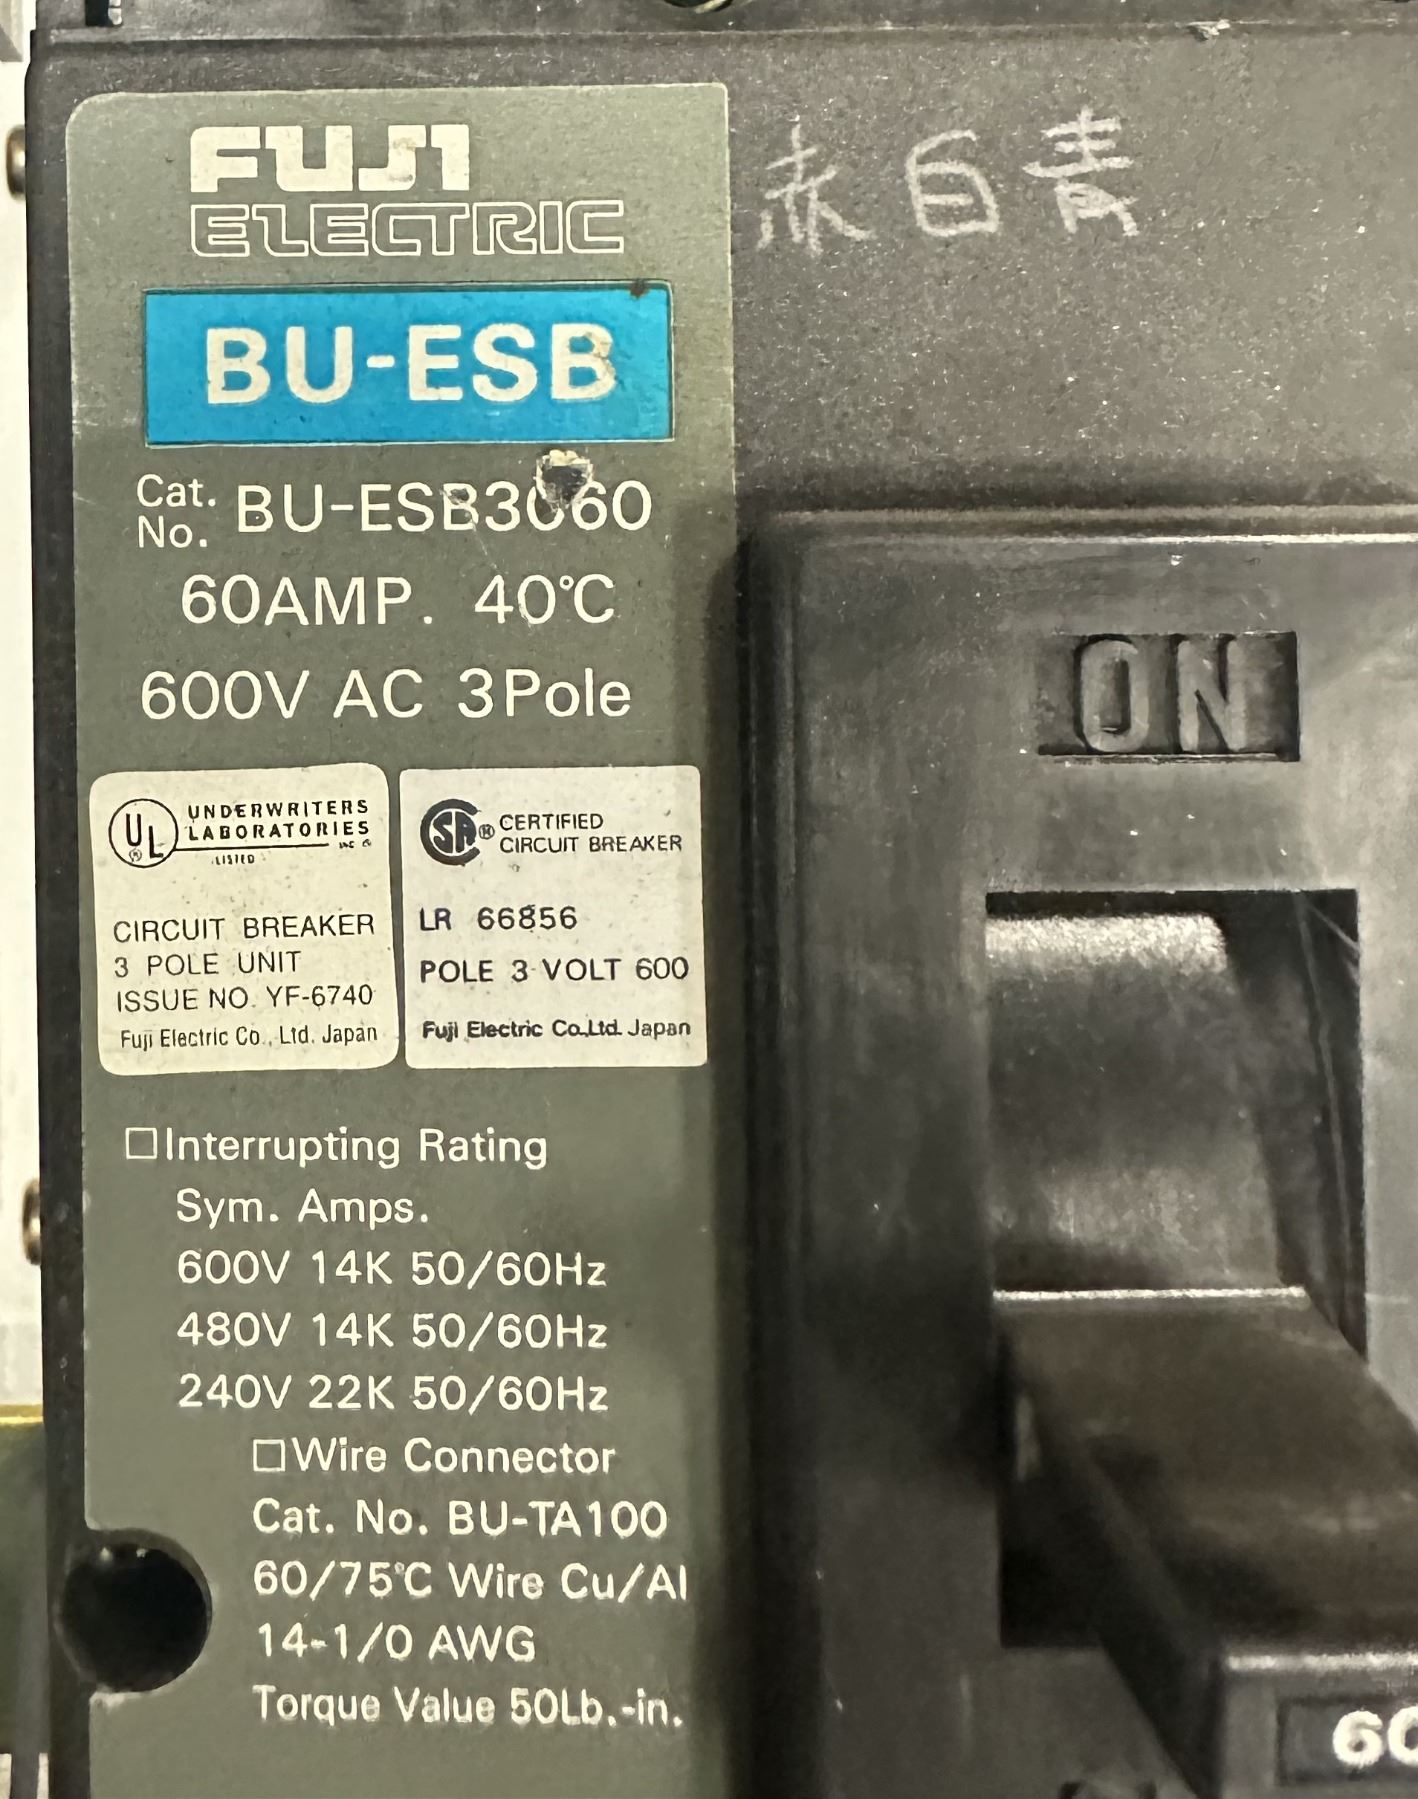 FUJI
ELECTRIC
赤 白 青
BU-ESB
Cat. No. BU-ESB3060
60AMP. 40℃
600V AC 3Pole
ON
UL® UNDERWRITERS
LABORATORIES
INC ®
LISTED
CIRCUIT BREAKER
3 POLE UNIT
ISSUE NO. YF-6740
Fuji Electric Co., Ltd. Japan
SA® CERTIFIED
CIRCUIT BREAKER
LR 66856
POLE 3 VOLT 600
Fuji Electric Co.,Ltd. Japan
□Interrupting Rating
Sym. Amps.
600V 14K 50/60Hz
480V 14K 50/60Hz
240V 22K 50/60Hz
□Wire Connector
Cat. No. BU-TA100
60/75℃ Wire Cu/Al
14-1/0 AWG
Torque Value 50Lb.-in.
60